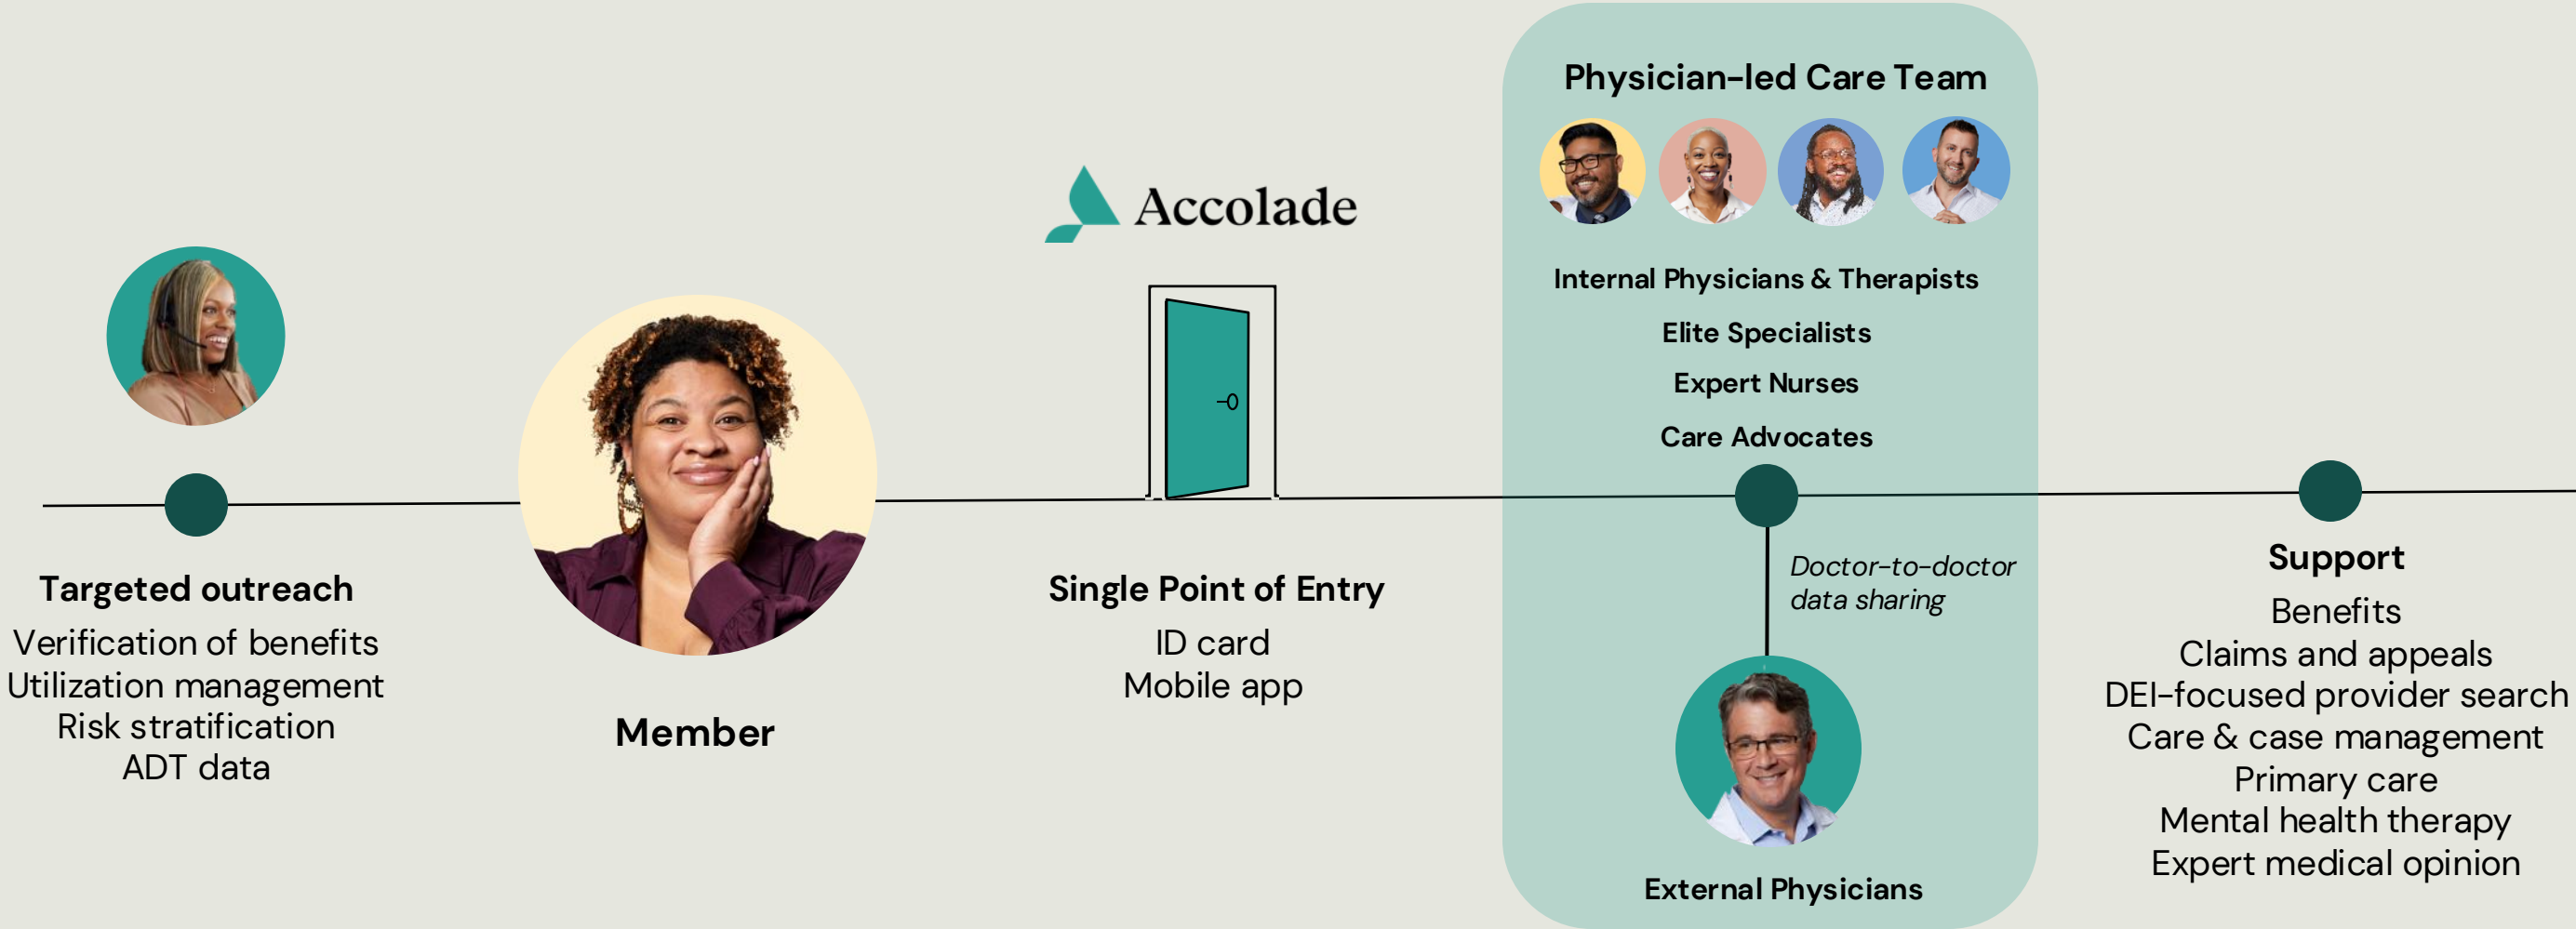 Targeted outreach
Verification of benefits
Utilization management
Risk stratification
ADT data
Member
Accolade
Single Point of Entry
ID card
Mobile app
Physician-led Care Team
Internal Physicians & Therapists
Elite Specialists
Expert Nurses
Care Advocates
Doctor-to-doctor
data sharing
External Physicians
Support
Benefits
Claims and appeals
DEI-focused provider search
Care & case management
Primary care
Mental health therapy
Expert medical opinion